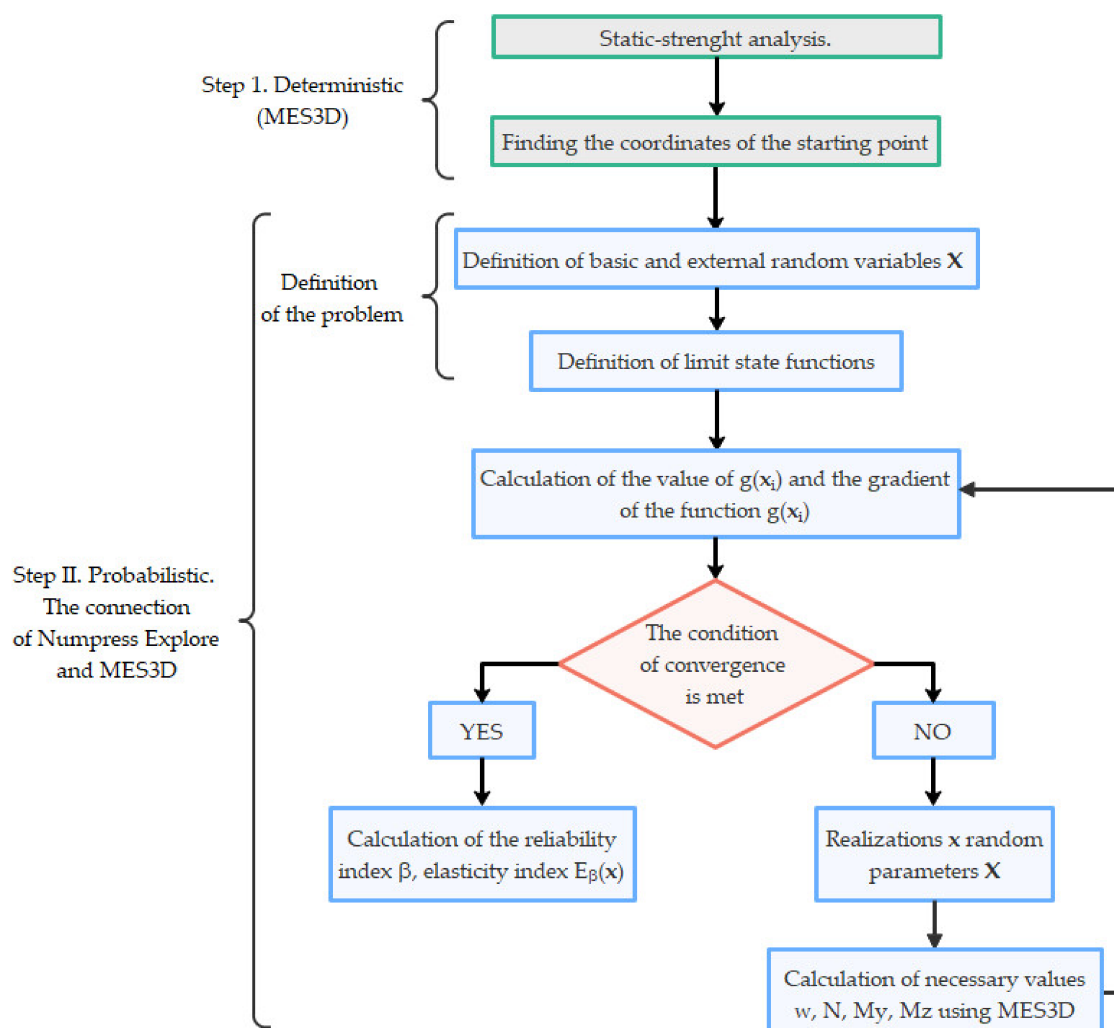 Static-strenght analysis.
Step 1. Deterministic
(MES3D)
Finding the coordinates of the starting point
Definition of basic and external random variables X
Definition
of the problem
Definition of limit state functions
Calculation of the value of g(xᵢ) and the gradient
of the function g(xᵢ)
Step II. Probabilistic.
The connection
of Numpress Explore
and MES3D
The condition
of convergence
is met
YES
NO
Calculation of the reliability
index β, elasticity index Eᵦ(x)
Realizations x random
parameters X
Calculation of necessary values
w, N, My, Mz using MES3D